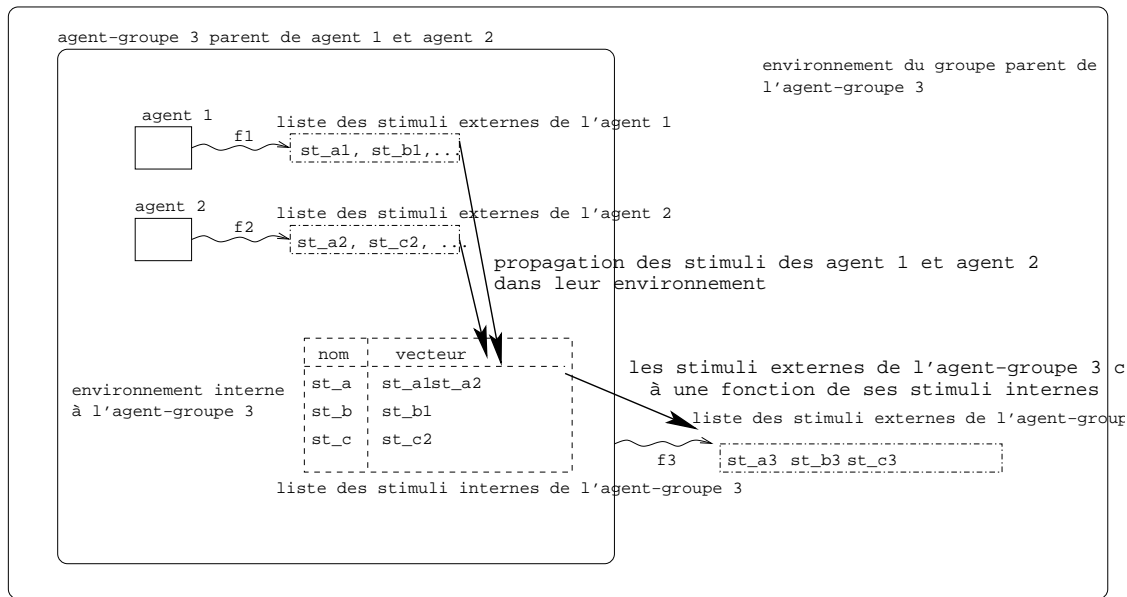 agent-groupe 3 parent de agent 1 et agent 2
environnement du groupe parent de
l'agent-groupe 3
agent 1
f1
liste des stimuli externes de l'agent 1
st_a1, st_b1,...
agent 2
f2
liste des stimuli externes de l'agent 2
st_a2, st_c2, ...
propagation des stimuli des agent 1 et agent 2
dans leur environnement
nom vecteur
st_a st_a1st_a2
st_b st_b1
st_c st_c2
environnement interne
à l'agent-groupe 3
les stimuli externes de l'agent-groupe 3 c
à une fonction de ses stimuli internes
liste des stimuli externes de l'agent-group
f3
st_a3 st_b3 st_c3
liste des stimuli internes de l'agent-groupe 3